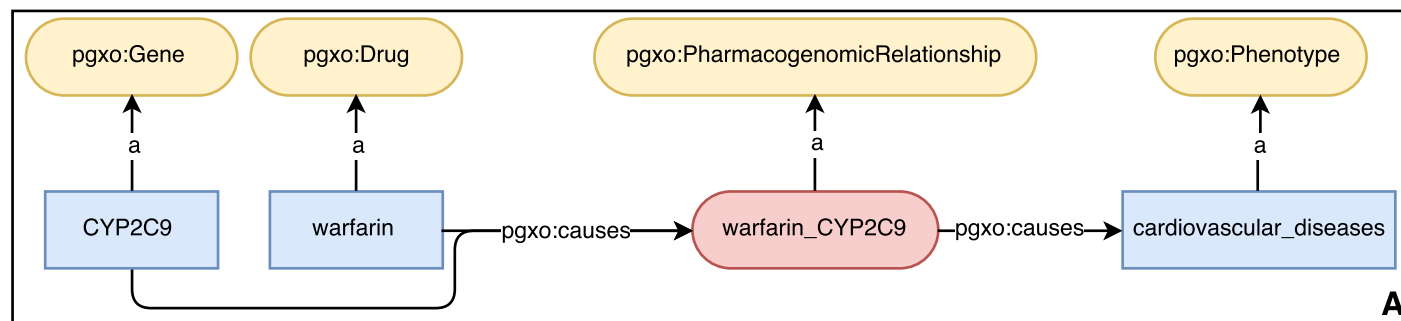 pgxo:Gene
pgxo:Drug
pgxo:PharmacogenomicRelationship
pgxo:Phenotype
a
a
a
a
CYP2C9
warfarin
pgxo:causes
warfarin_CYP2C9
pgxo:causes
cardiovascular_diseases
A